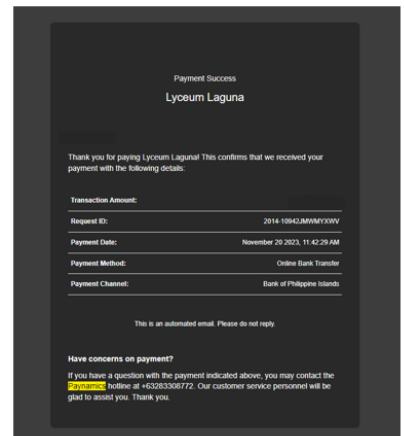 Payment Success
Lyceum Laguna
Thank you for paying Lyceum Laguna! This confirms that we received your
payment with the following details:
Transaction Amount:
Request ID: 2014-10942JMWMYXWV
Payment Date: November 20 2023, 11:42:29 AM
Payment Method: Online Bank Transfer
Payment Channel: Bank of Philippine Islands
This is an automated email. Please do not reply.
Have concerns on payment?
If you have a question with the payment indicated above, you may contact the
Paynamics hotline at +63283308772. Our customer service personnel will be
glad to assist you. Thank you.